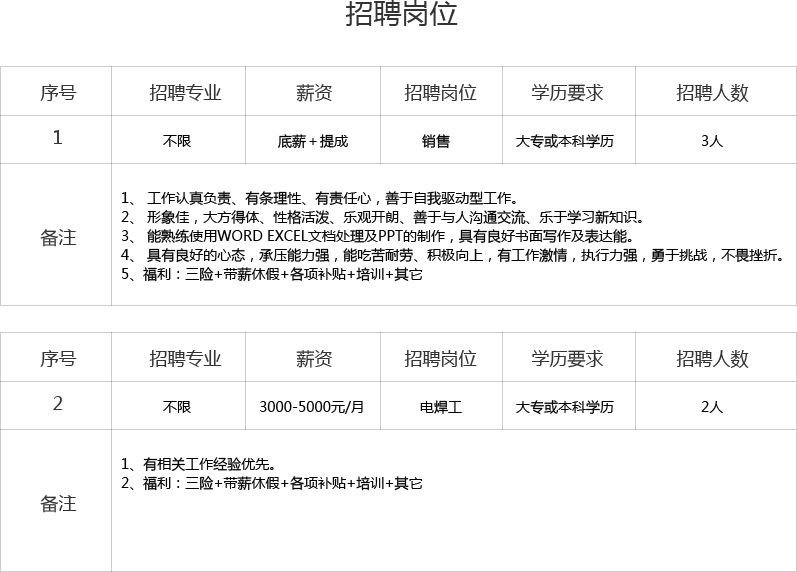 招聘岗位
序号 招聘专业 薪资 招聘岗位 学历要求 招聘人数
1 不限 底薪+提成 销售 大专或本科学历 3人
备注
1、 工作认真负责、有条理性、有责任心，善于自我驱动型工作。
2、 形象佳，大方得体、性格活泼、乐观开朗、善于与人沟通交流、乐于学习新知识。
3、 能熟练使用WORD EXCEL文档处理及PPT的制作，具有良好书面写作及表达能。
4、 具有良好的心态，承压能力强，能吃苦耐劳、积极向上，有工作激情，执行力强，勇于挑战，不畏挫折。
5、福利：三险+带薪休假+各项补贴+培训+其它
序号 招聘专业 薪资 招聘岗位 学历要求 招聘人数
2 不限 3000-5000元/月 电焊工 大专或本科学历 2人
备注
1、有相关工作经验优先。
2、福利：三险+带薪休假+各项补贴+培训+其它